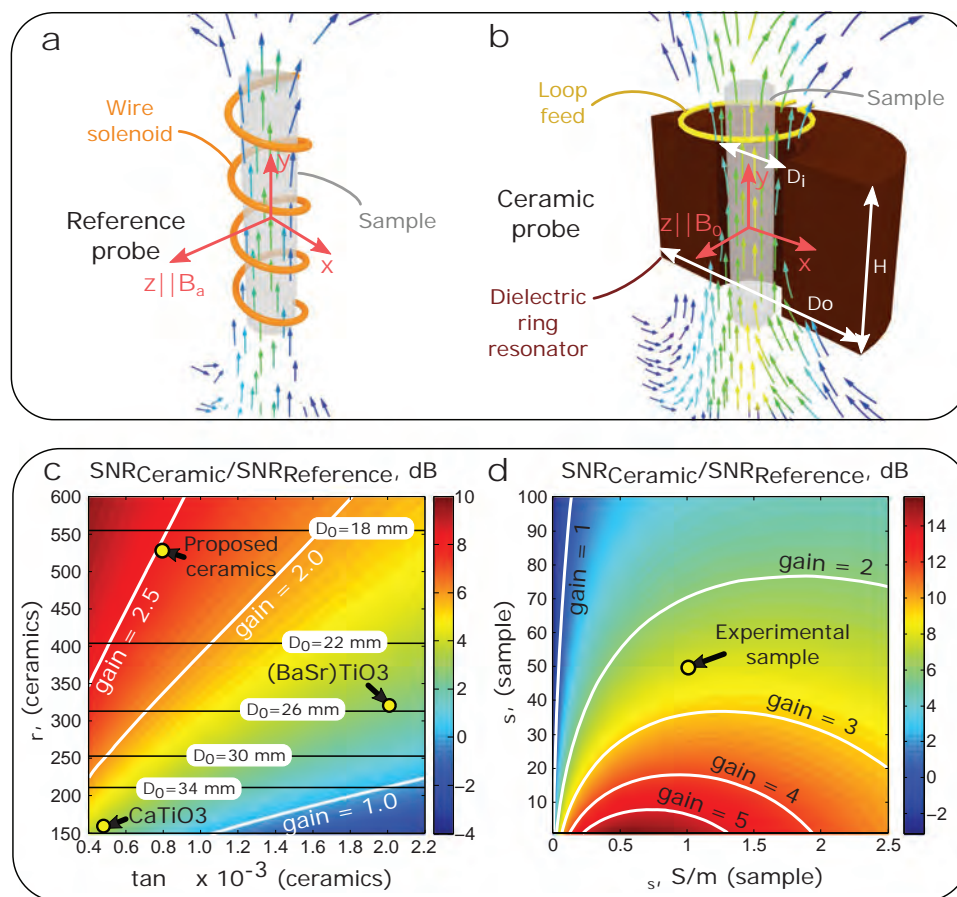 a
Wire
solenoid
y
Sample
Reference
probe
x
z||Ba
b
Loop
feed
Sample
Di
y
Ceramic
probe
z||B0
x
H
Do
Dielectric
ring
resonator
c
SNRCeramic/SNRReference, dB
r, (ceramics)
600
550
500
450
400
350
300
250
200
150
D0=18 mm
Proposed
ceramics
gain = 2.5
gain = 2.0
D0=22 mm
(BaSr)TiO3
D0=26 mm
D0=30 mm
D0=34 mm
CaTiO3
gain = 1.0
0.4 0.6 0.8 1.0 1.2 1.4 1.6 1.8 2.0 2.2
tan x 10-3 (ceramics)
10
8
6
4
2
0
-2
-4
d
SNRCeramic/SNRReference, dB
s, (sample)
100
90
80
70
60
50
40
30
20
10
gain = 1
gain = 2
Experimental
sample
gain = 3
gain = 4
gain = 5
0 0.5 1 1.5 2.0 2.5
s, S/m (sample)
14
12
10
8
6
4
2
0
-2